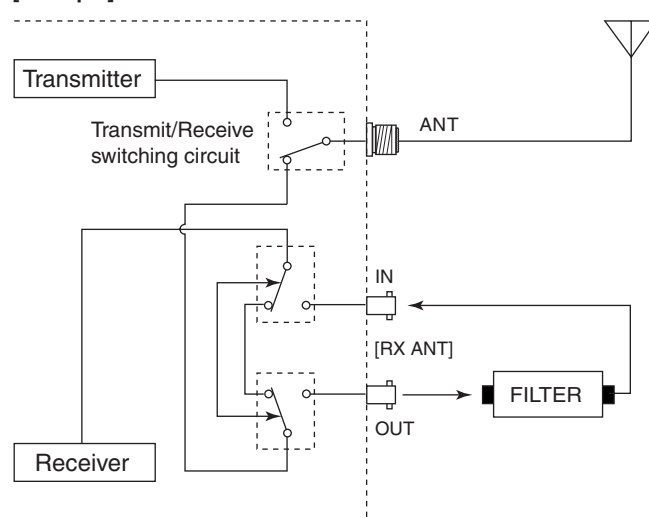 Transmitter
Transmit/Receive
switching circuit
ANT
IN
[RX ANT]
FILTER
OUT
Receiver